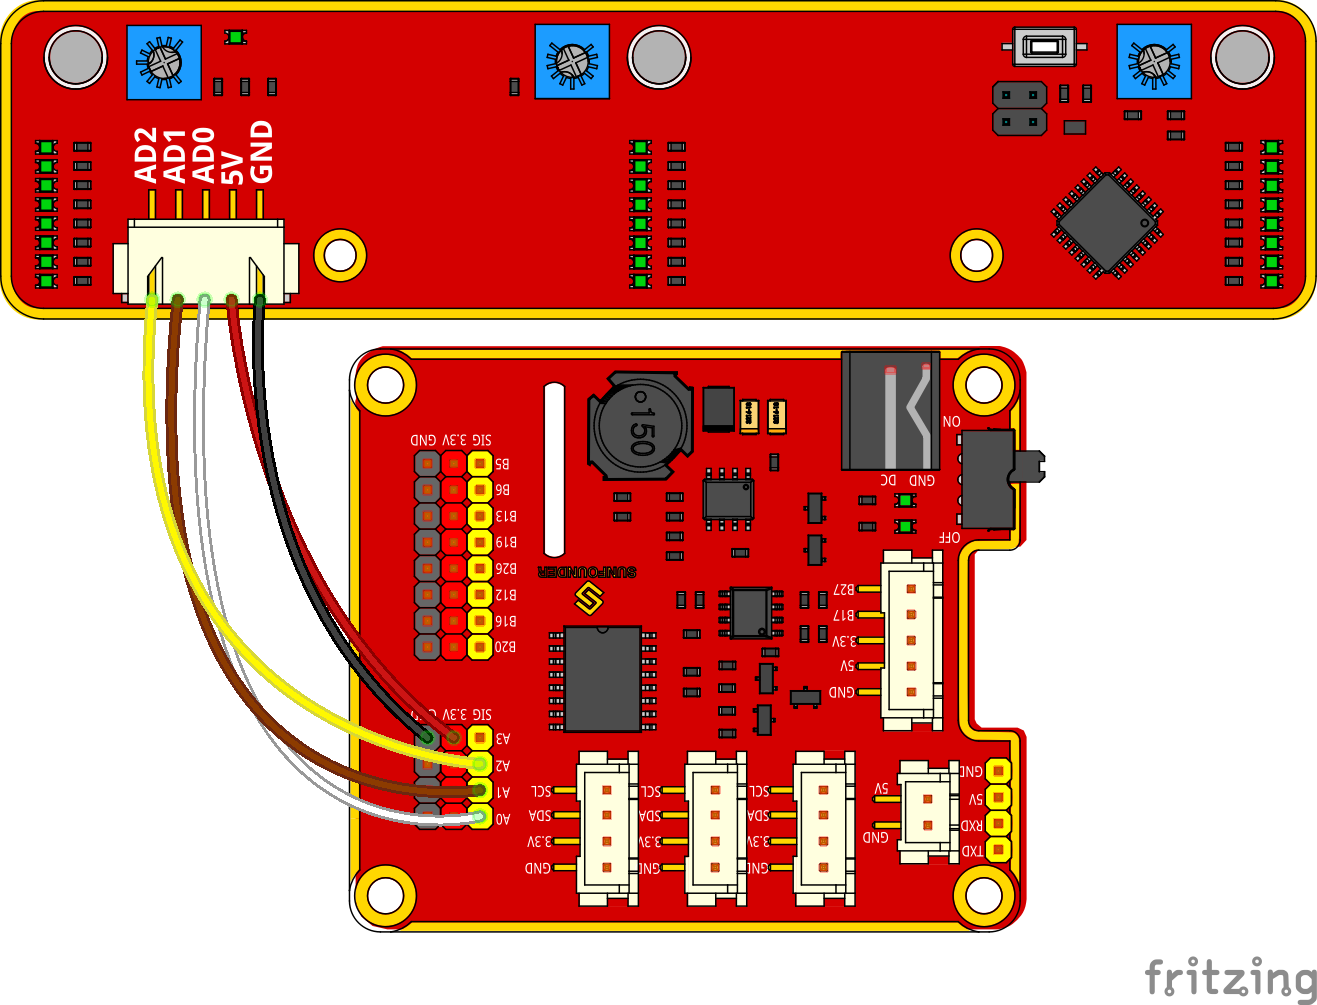 AD2
AD1
AD0
5V
GND
ON
150
GND 3.3V SIG
B5
B6
B13
B19
B26
B12
B16
B20
DC GND
OFF
SUNFOUNDER
B27
B17
3.3V
5V
GND
3.3V SIG
A3
A2
A1
A0
SCL
SDA
3.3V
GND
SCL
SDA
3.3V
GND
SCL
SDA
3.3V
GND
5V
GND
GND
5V
RXD
TXD
fritzing